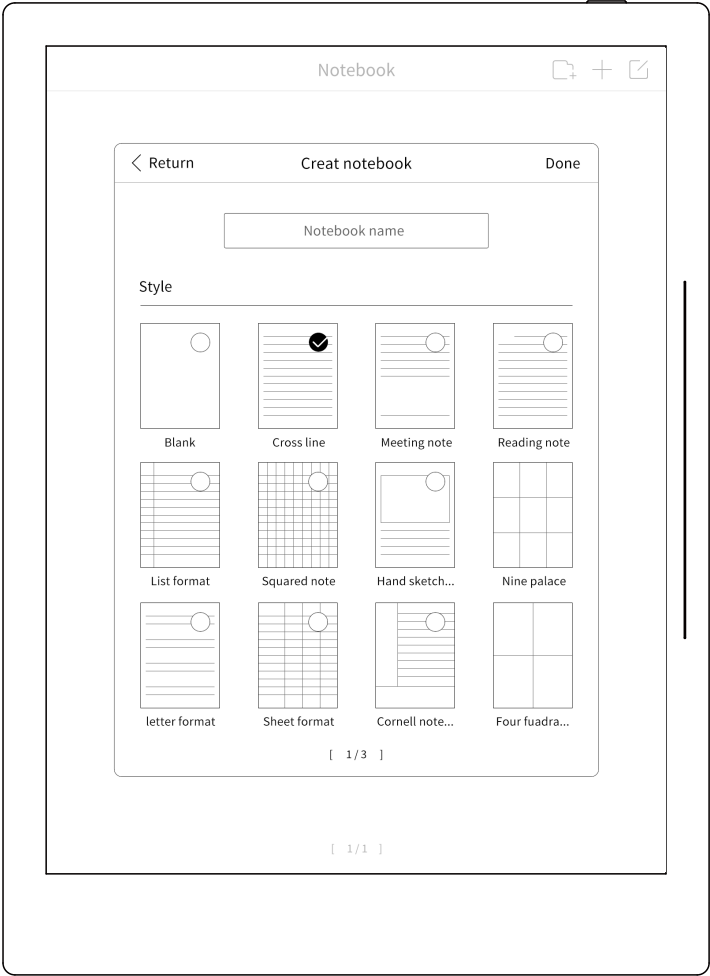 Notebook
Return Creat notebook Done
Notebook name
Style
Blank Cross line Meeting note Reading note
List format Squared note Hand sketch... Nine palace
letter format Sheet format Cornell note... Four fuadra...
[ 1/3 ]
[ 1/1 ]